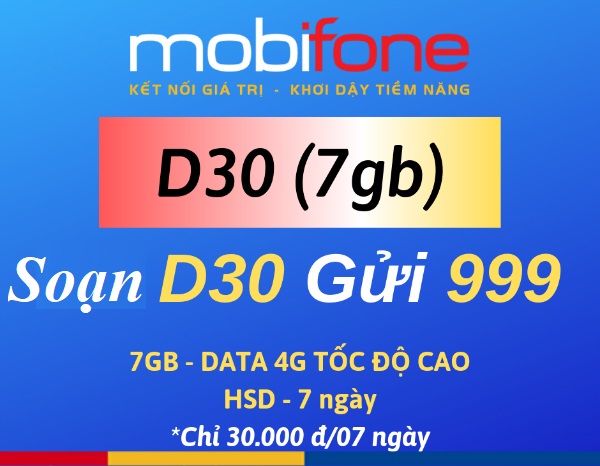 mobifone
KẾT NỐI GIÁ TRỊ - KHƠI DẬY TIỀM NĂNG
D30 (7gb)
Soạn D30 Gửi 999
7GB - DATA 4G TỐC ĐỘ CAO
HSD - 7 ngày
*Chỉ 30.000 đ/07 ngày